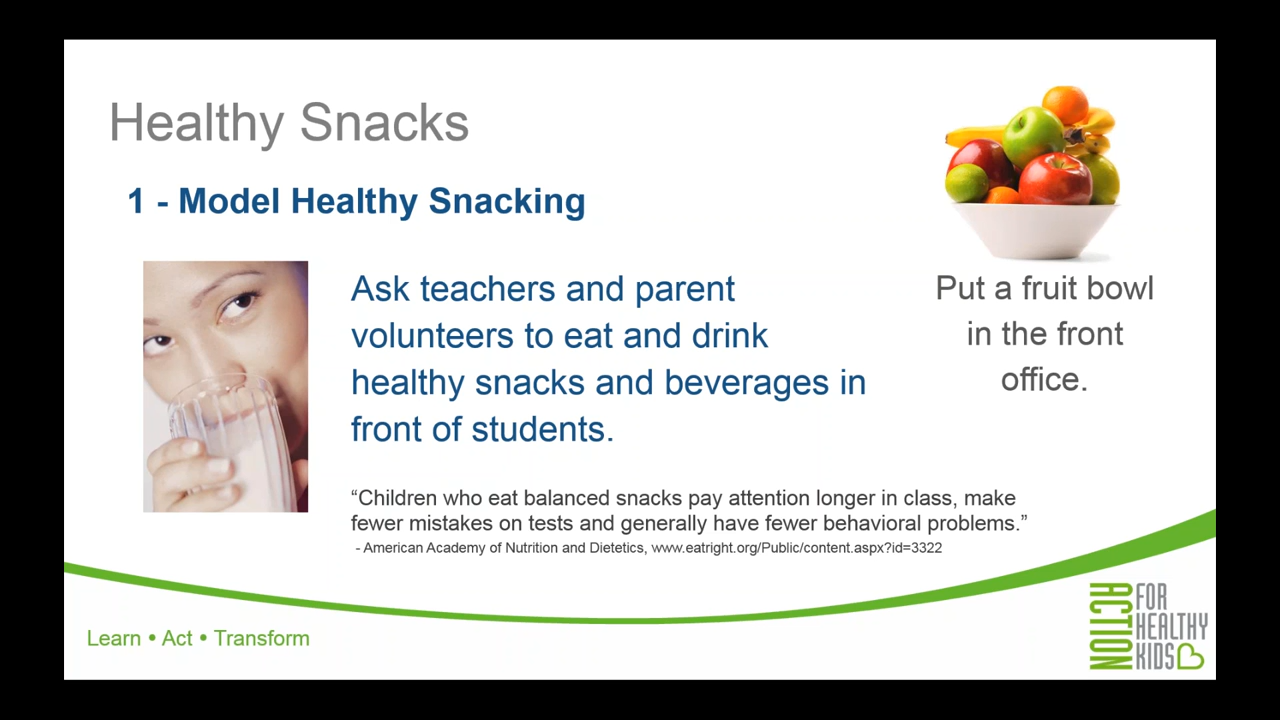 Healthy Snacks
1 - Model Healthy Snacking
Ask teachers and parent
volunteers to eat and drink
healthy snacks and beverages in
front of students.
Put a fruit bowl
in the front
office.
“Children who eat balanced snacks pay attention longer in class, make
fewer mistakes on tests and generally have fewer behavioral problems.”
- American Academy of Nutrition and Dietetics, www.eatright.org/Public/content.aspx?id=3322
Learn • Act • Transform
ACTION
FOR
HEALTHY
KIDS